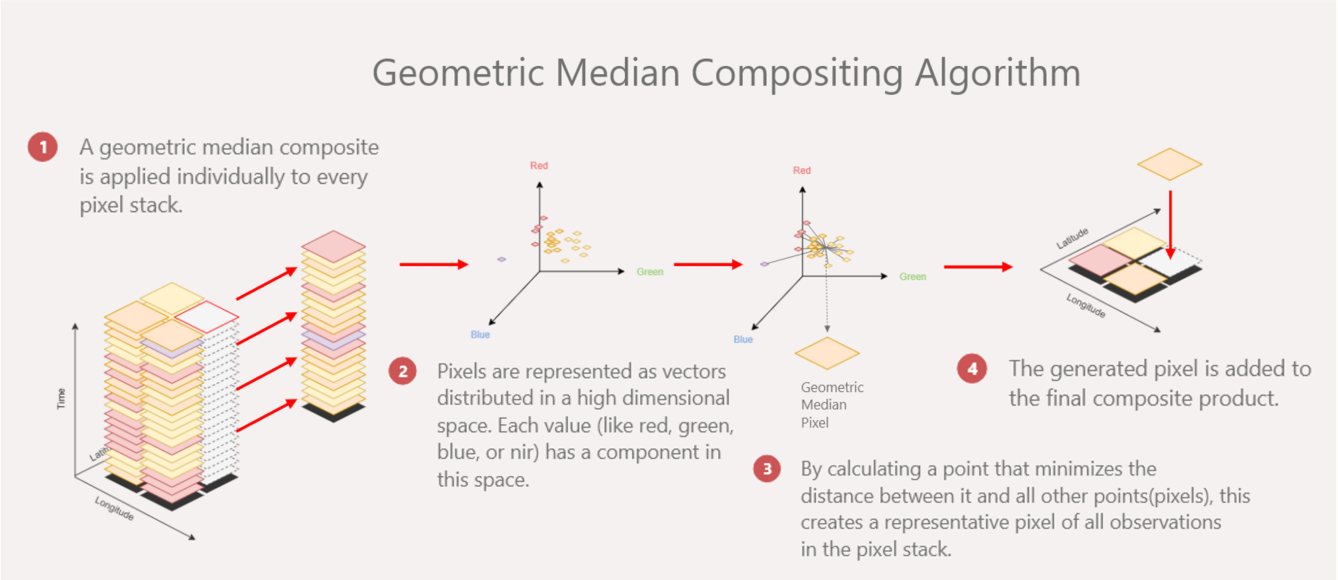 Geometric Median Compositing Algorithm
1
A geometric median composite
is applied individually to every
pixel stack.
Time
Longitude
Red
Green
Blue
2
Pixels are represented as vectors
distributed in a high dimensional
space. Each value (like red, green,
blue, or nir) has a component in
this space.
Red
Green
Blue
Geometric
Median
Pixel
3
By calculating a point that minimizes the
distance between it and all other points(pixels), this
creates a representative pixel of all observations
in the pixel stack.
Latitude
Longitude
4
The generated pixel is added to
the final composite product.